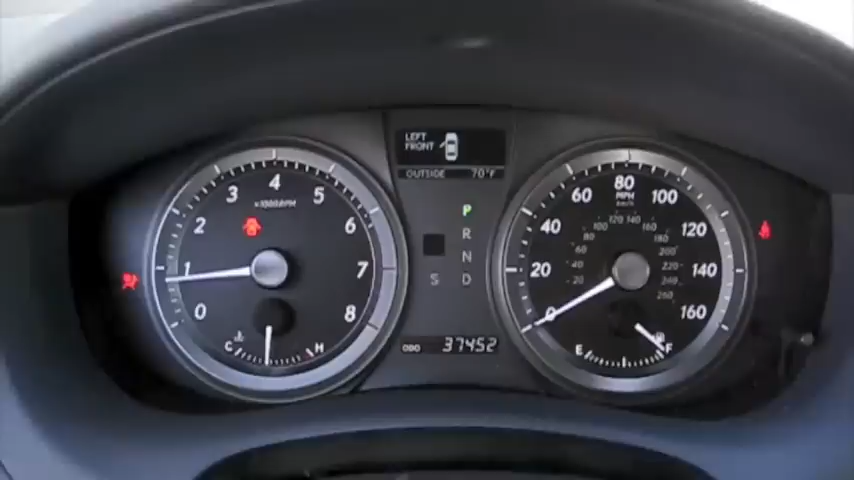 LEFT
FRONT
OUTSIDE 70°F
0 1 2 3 4 5 6 7 8
×1000RPM
C H
P
R
N
S D
ODO 37452
0 20 40 60 80 100 120 140 160
MPH
km/h
20 40 60 80 100 120 140 160 180 200 220 240 260
E F